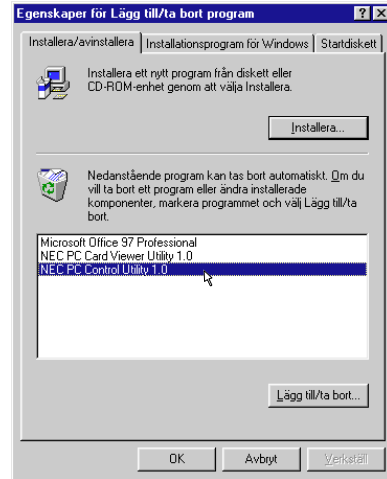 Egenskaper för Lägg till/ta bort program
Installera/avinstallera Installationsprogram för Windows Startdiskett
Installera ett nytt program från diskett eller
CD-ROM-enhet genom att välja Installera.
Installera...
Nedanstående program kan tas bort automatiskt. Om du
vill ta bort ett program eller ändra installerade
komponenter, markera programmet och välj Lägg till/ta
bort.
Microsoft Office 97 Professional
NEC PC Card Viewer Utility 1.0
NEC PC Control Utility 1.0
Lägg till/ta bort...
OK Avbryt Verkställ